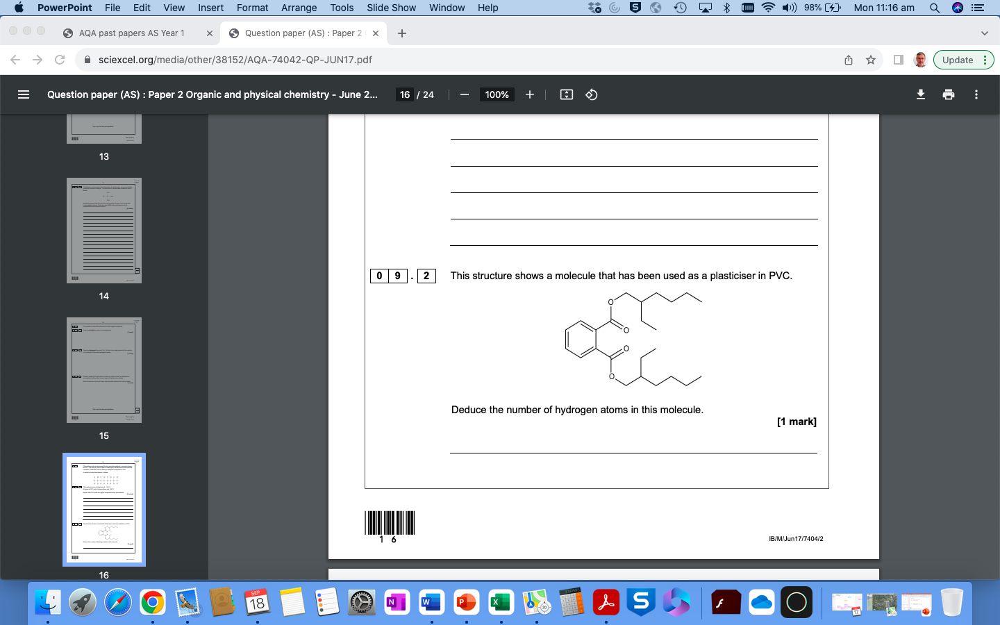 PowerPoint File Edit View Insert Format Arrange Tools Slide Show Window Help 98% Mon 11:16 am
AQA past papers AS Year 1 Question paper (AS) : Paper 2
sciexcel.org/media/other/38152/AQA-74042-QP-JUN17.pdf Update
Question paper (AS) : Paper 2 Organic and physical chemistry - June 2... 16 / 24 100%
13
14
15
16
0 9 . 2 This structure shows a molecule that has been used as a plasticiser in PVC.
O
O
O
O
Deduce the number of hydrogen atoms in this molecule.
[1 mark]
1 6
IB/M/Jun17/7404/2
SEP
18
N W P X 3D S
17